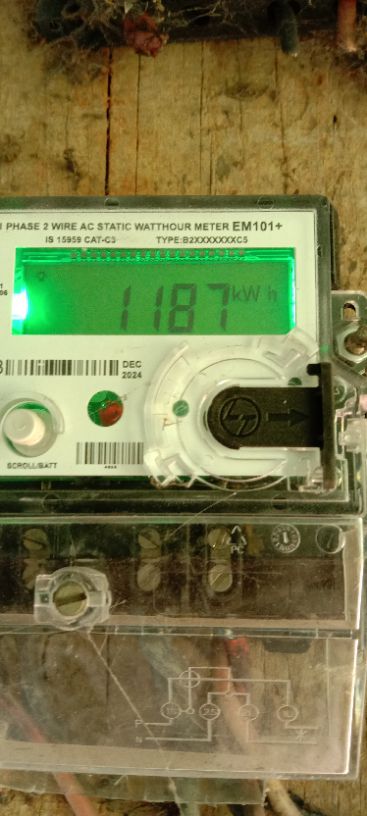 PHASE 2 WIRE AC STATIC WATTHOUR METER EM101+
IS 15959 CAT-C3 TYPE:B2XXXXXXXC5
1187 kWh
DEC
2024
SCROLL/BATT